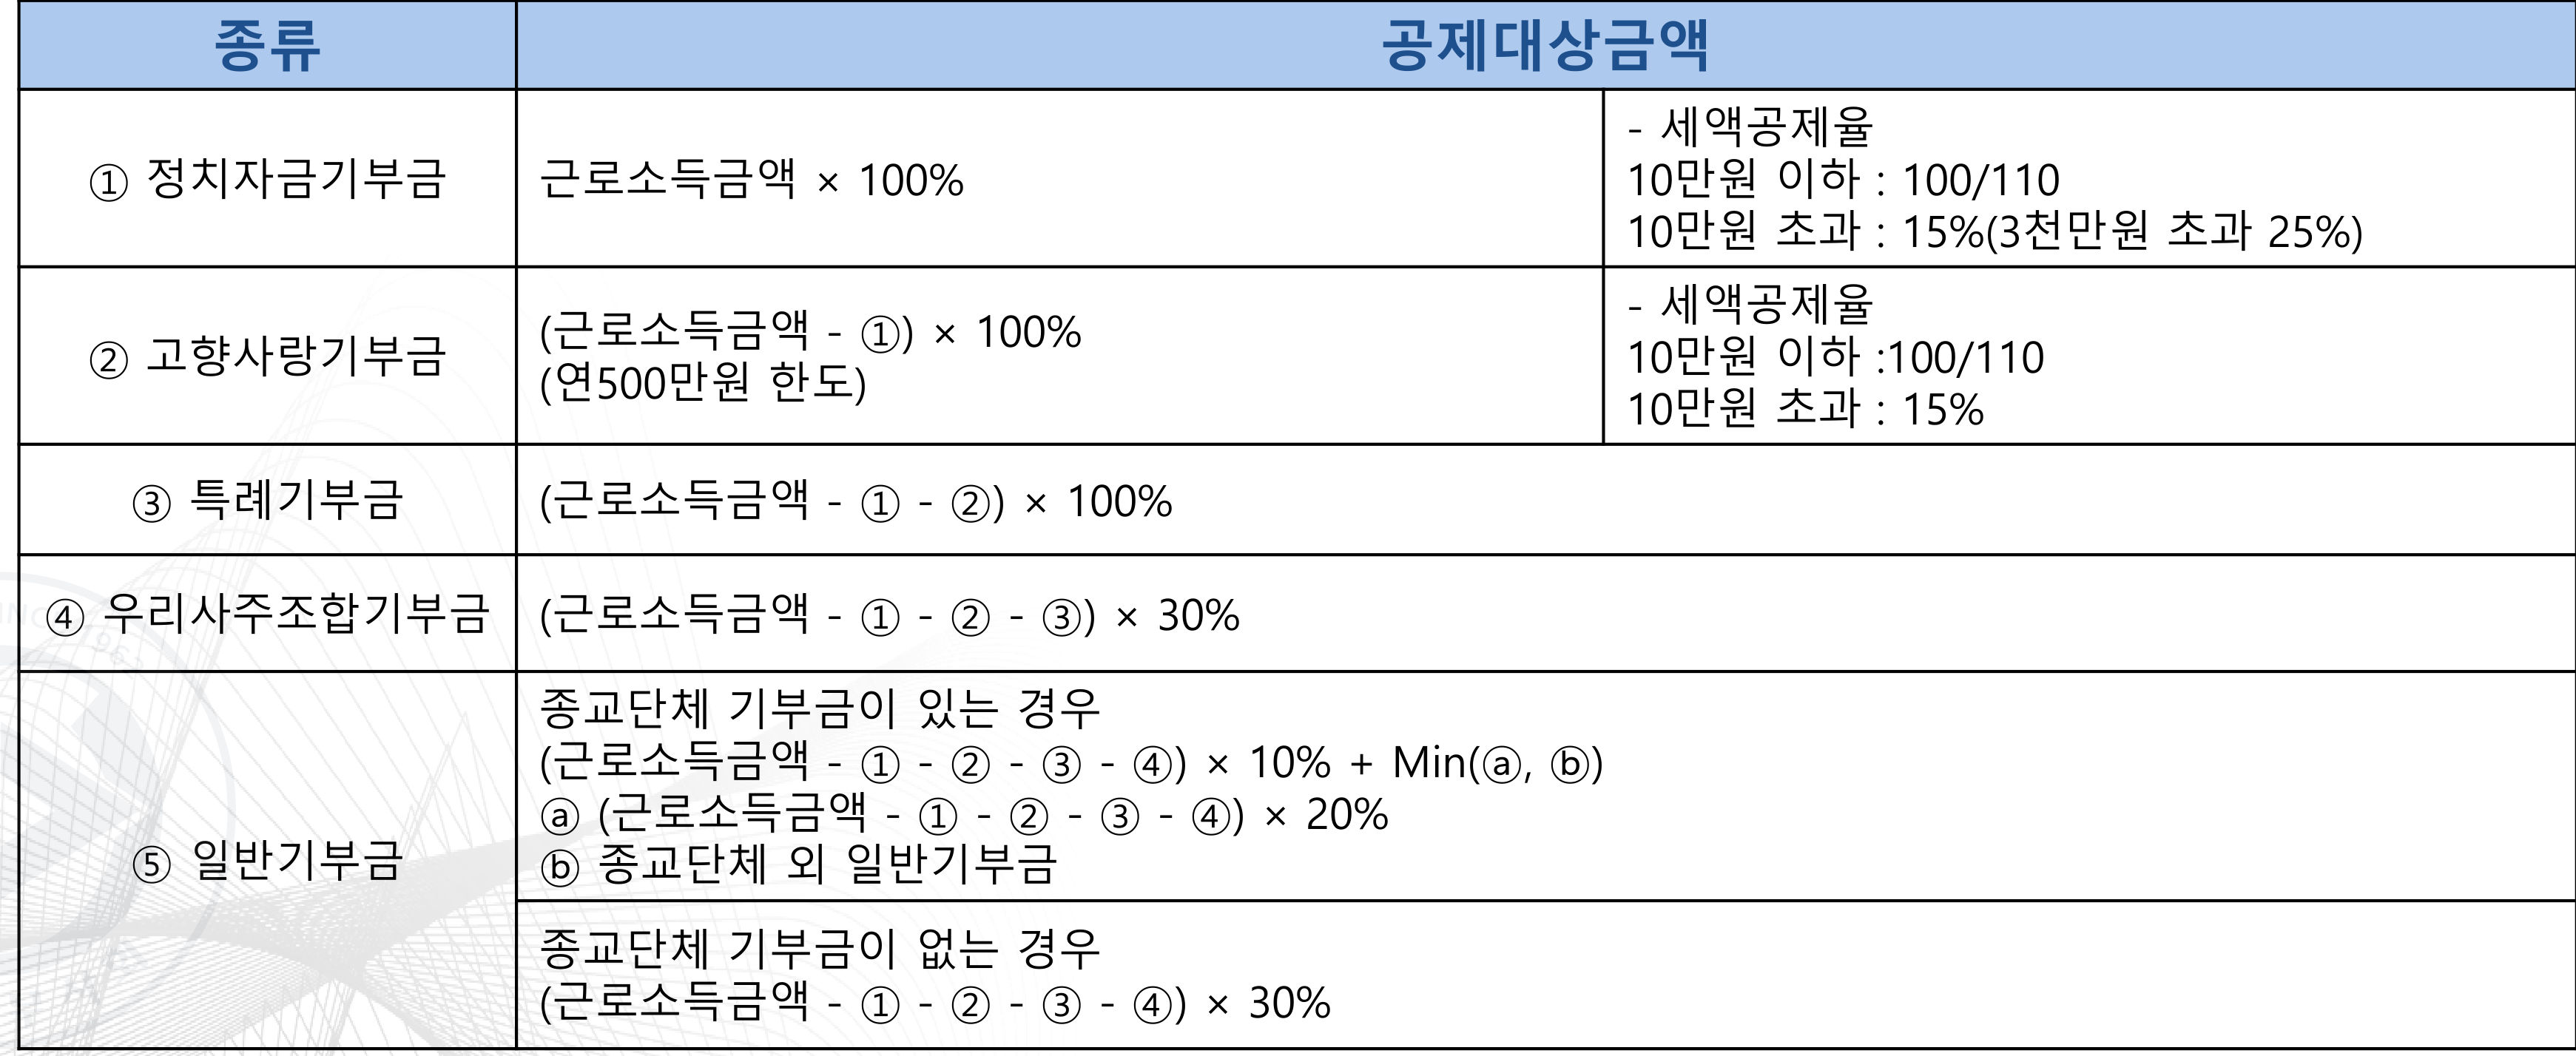 종류
공제대상금액
① 정치자금기부금
근로소득금액 × 100%
- 세액공제율
10만원 이하 : 100/110
10만원 초과 : 15%(3천만원 초과 25%)
② 고향사랑기부금
(근로소득금액 - ①) × 100%
(연500만원 한도)
- 세액공제율
10만원 이하 :100/110
10만원 초과 : 15%
③ 특례기부금
(근로소득금액 - ① - ②) × 100%
④ 우리사주조합기부금
(근로소득금액 - ① - ② - ③) × 30%
⑤ 일반기부금
종교단체 기부금이 있는 경우
(근로소득금액 - ① - ② - ③ - ④) × 10% + Min(ⓐ, ⓑ)
ⓐ (근로소득금액 - ① - ② - ③ - ④) × 20%
ⓑ 종교단체 외 일반기부금
종교단체 기부금이 없는 경우
(근로소득금액 - ① - ② - ③ - ④) × 30%